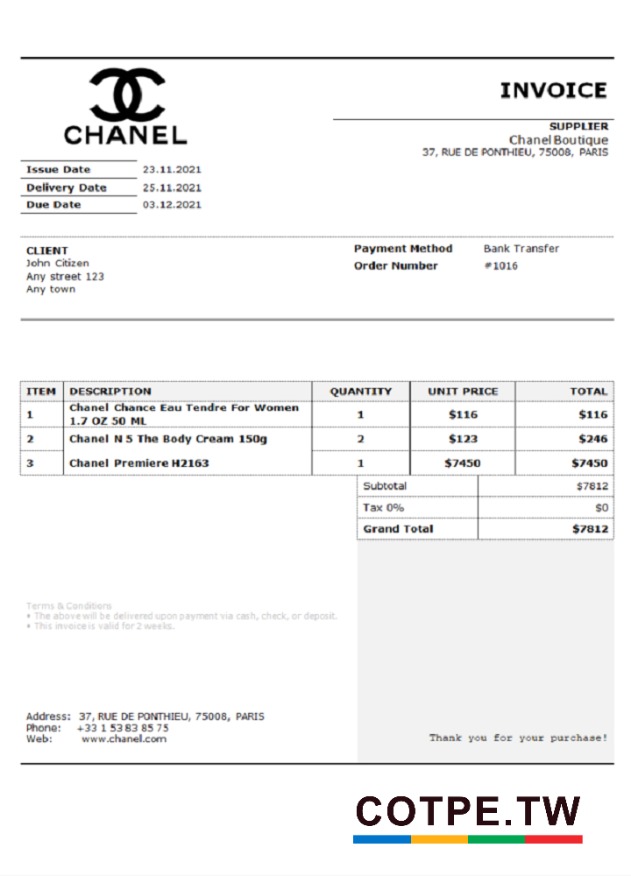 CHANEL
INVOICE
SUPPLIER
Chanel Boutique
37, RUE DE PONTHIEU, 75008, PARIS
Issue Date 23.11.2021
Delivery Date 25.11.2021
Due Date 03.12.2021
CLIENT
John Citizen
Any street 123
Any town
Payment Method Bank Transfer
Order Number #1016
ITEM DESCRIPTION QUANTITY UNIT PRICE TOTAL
1 Chanel Chance Eau Tendre For Women
1.7 OZ 50 ML 1 $116 $116
2 Chanel N 5 The Body Cream 150g 2 $123 $246
3 Chanel Premiere H2163 1 $7450 $7450
Subtotal $7812
Tax 0% $0
Grand Total $7812
Terms & Conditions
• The above will be delivered upon payment via cash, check, or deposit.
• This invoice is valid for 2 weeks.
Address: 37, RUE DE PONTHIEU, 75008, PARIS
Phone: +33 1 53 83 85 75
Web: www.chanel.com
Thank you for your purchase!
COTPE.TW